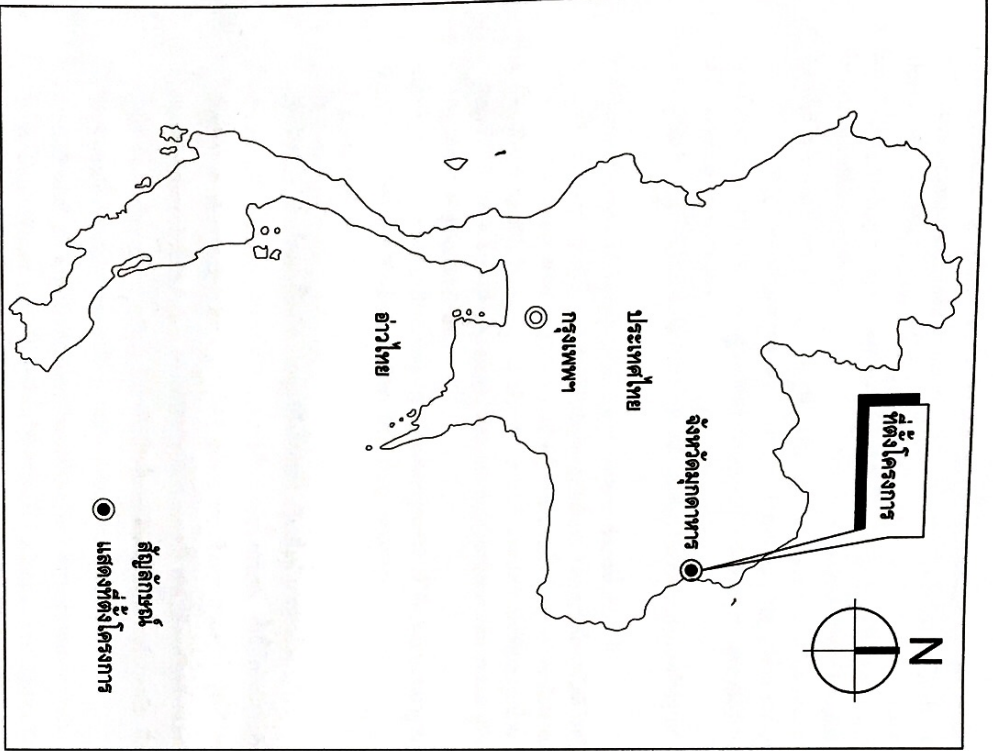 N
ที่ตั้งโครงการ
จังหวัดมุกดาหาร
ประเทศไทย
กรุงเทพฯ
อ่าวไทย
สัญลักษณ์
แสดงที่ตั้งโครงการ